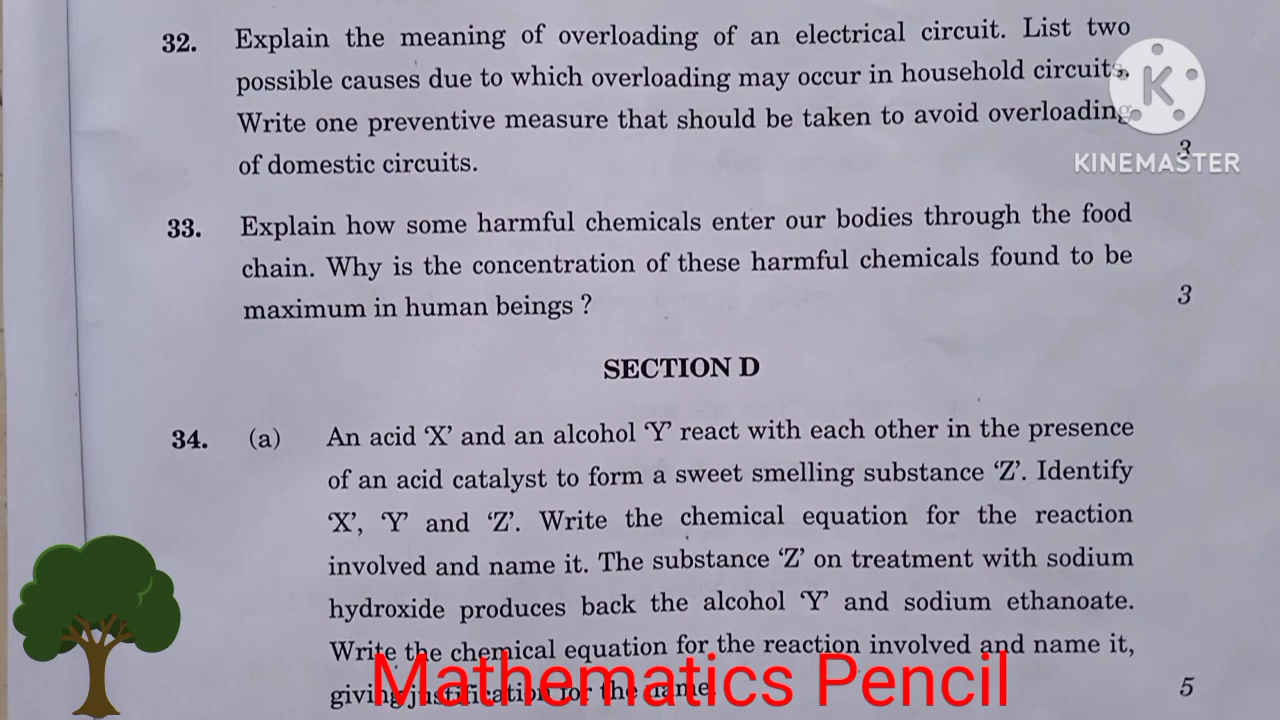 32. Explain the meaning of overloading of an electrical circuit. List two
possible causes due to which overloading may occur in household circuits.
Write one preventive measure that should be taken to avoid overloading
of domestic circuits. 3
K
KINEMASTER
33. Explain how some harmful chemicals enter our bodies through the food
chain. Why is the concentration of these harmful chemicals found to be
maximum in human beings ? 3
SECTION D
34. (a) An acid ‘X’ and an alcohol ‘Y’ react with each other in the presence
of an acid catalyst to form a sweet smelling substance ‘Z’. Identify
‘X’, ‘Y’ and ‘Z’. Write the chemical equation for the reaction
involved and name it. The substance ‘Z’ on treatment with sodium
hydroxide produces back the alcohol ‘Y’ and sodium ethanoate.
Write the chemical equation for the reaction involved and name it,
giving justification for the name. 5
Mathematics Pencil